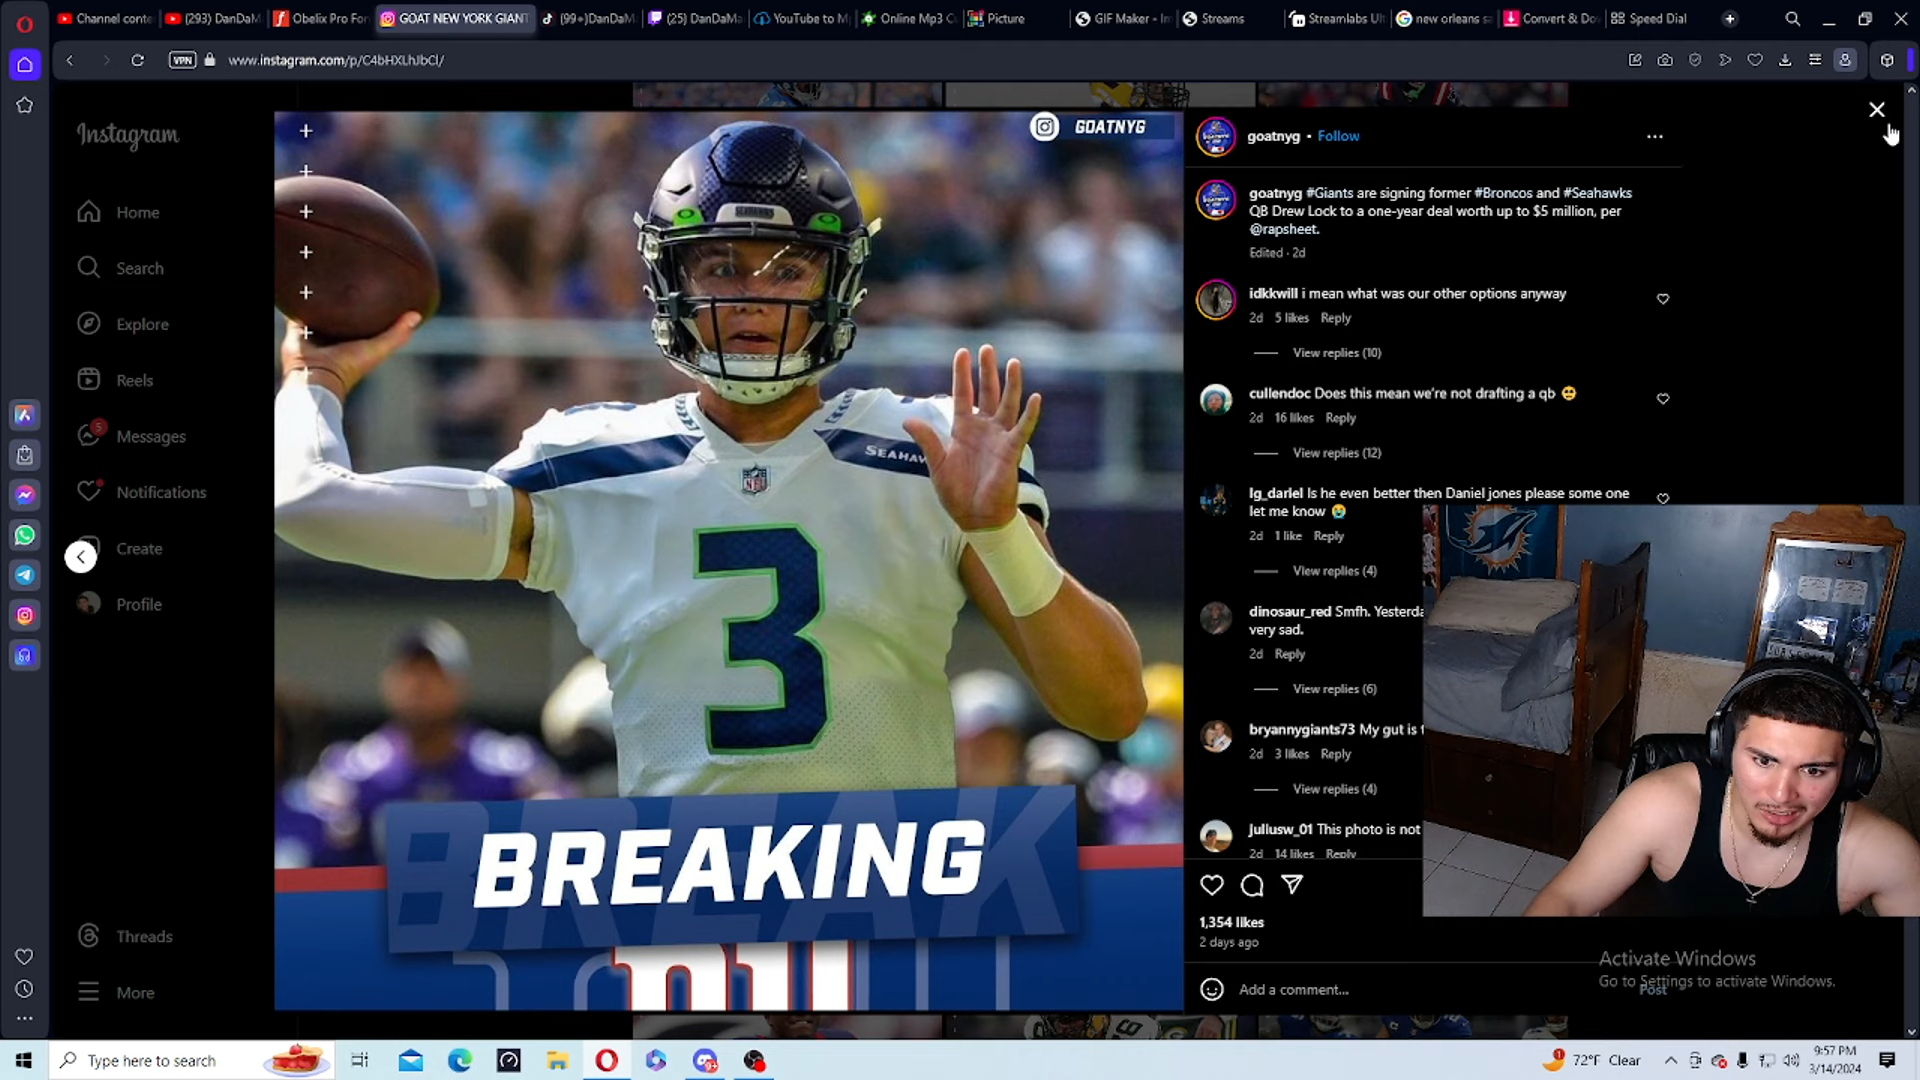 Channel conte
(293) DanDaM
Obelix Pro For
GOAT NEW YORK GIAN
(99+)DanDaM
(25) DanDaMa
YouTube to M
Online Mp3 C
Picture
GIF Maker - Im
Streams
Streamlabs Ul
new orleans sa
Convert & Do
Speed Dial
VPN
www.instagram.com/p/C4bHXLhJbCl/
Instagram
Home
Search
Explore
Reels
5
Messages
Notifications
Create
Profile
Threads
More
GOATNYG
SEAHAWKS
SEAHAW
NFL
3
BREAKING
goatnyg • Follow
goatnyg #Giants are signing former #Broncos and #Seahawks
QB Drew Lock to a one-year deal worth up to $5 million, per
@rapsheet.
Edited · 2d
idkkwill i mean what was our other options anyway
2d 5 likes Reply
View replies (10)
cullendoc Does this mean we're not drafting a qb 😔
2d 16 likes Reply
View replies (12)
lg_darlel Is he even better then Daniel jones please some one
let me know 😭
2d 1 like Reply
View replies (4)
dinosaur_red Smfh. Yesterda
very sad.
2d Reply
View replies (6)
bryannygiants73 My gut is t
2d 3 likes Reply
View replies (4)
juliusw_01 This photo is not
2d 14 likes Reply
1,354 likes
2 days ago
Add a comment...
Post
Activate Windows
Go to Settings to activate Windows.
Type here to search
72°F Clear
9:57 PM
3/14/2024